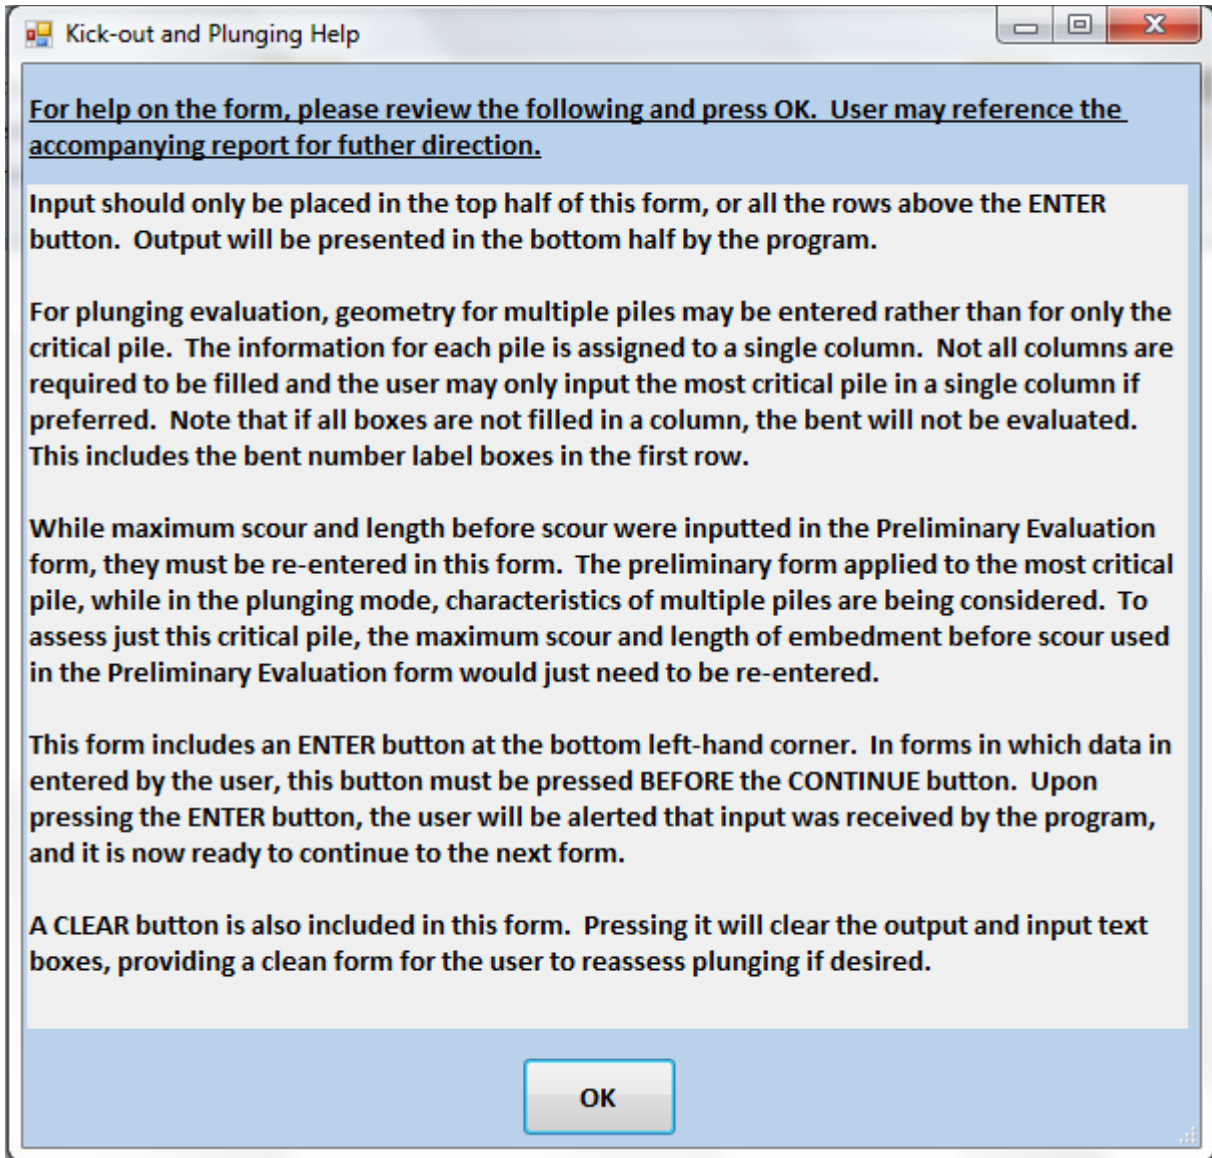 Kick-out and Plunging Help
For help on the form, please review the following and press OK.  User may reference the
accompanying report for futher direction.
Input should only be placed in the top half of this form, or all the rows above the ENTER
button.  Output will be presented in the bottom half by the program.
For plunging evaluation, geometry for multiple piles may be entered rather than for only the
critical pile.  The information for each pile is assigned to a single column.  Not all columns are
required to be filled and the user may only input the most critical pile in a single column if
preferred.  Note that if all boxes are not filled in a column, the bent will not be evaluated.
This includes the bent number label boxes in the first row.
While maximum scour and length before scour were inputted in the Preliminary Evaluation
form, they must be re-entered in this form.  The preliminary form applied to the most critical
pile, while in the plunging mode, characteristics of multiple piles are being considered.  To
assess just this critical pile, the maximum scour and length of embedment before scour used
in the Preliminary Evaluation form would just need to be re-entered.
This form includes an ENTER button at the bottom left-hand corner.  In forms in which data in
entered by the user, this button must be pressed BEFORE the CONTINUE button.  Upon
pressing the ENTER button, the user will be alerted that input was received by the program,
and it is now ready to continue to the next form.
A CLEAR button is also included in this form.  Pressing it will clear the output and input text
boxes, providing a clean form for the user to reassess plunging if desired.
OK